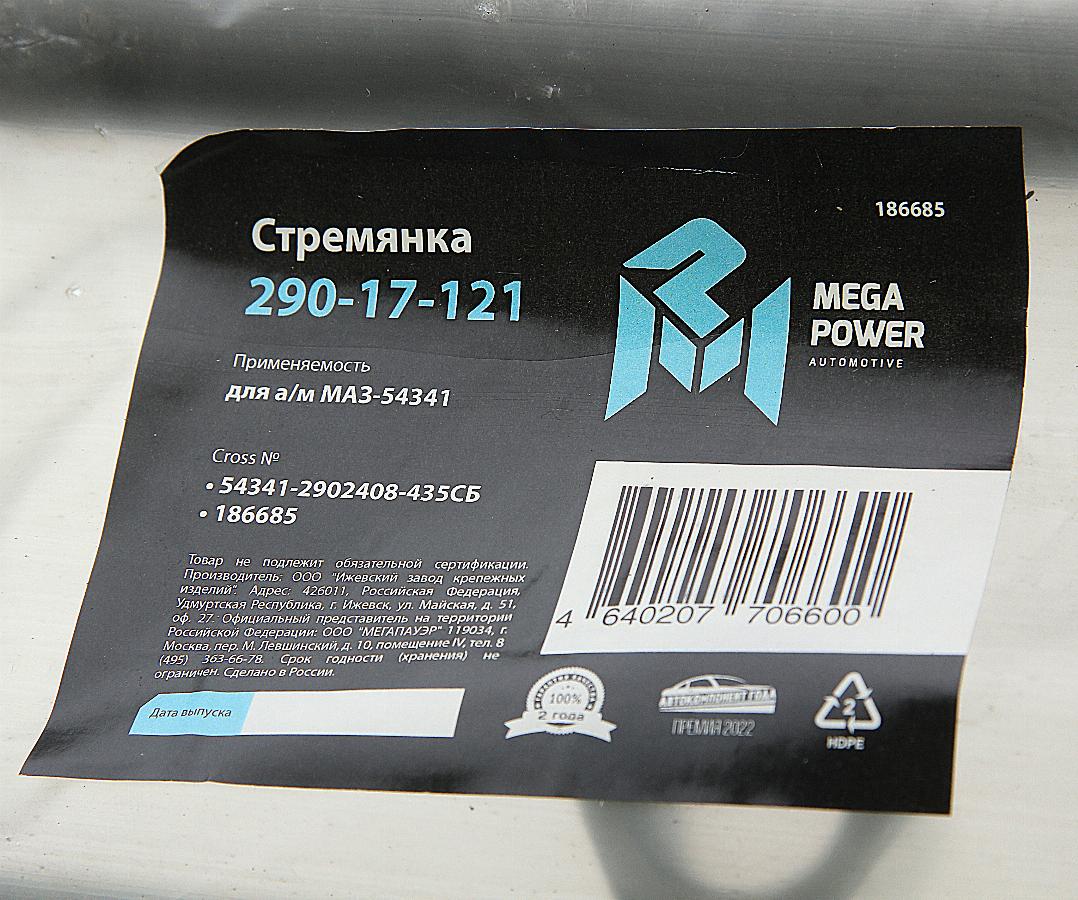 186685
Стремянка
290-17-121
MEGA
POWER
AUTOMOTIVE
Применяемость
для а/м МАЗ-54341
Cross №
• 54341-2902408-435СБ
• 186685
4 640207 706600
Товар не подлежит обязательной сертификации.
Производитель: ООО "Ижевский завод крепежных
изделий". Адрес: 426011, Российская Федерация,
Удмуртская Республика, г. Ижевск, ул. Майская, д. 51,
оф. 27. Официальный представитель на территории
Российской Федерации: ООО "МЕГАПАУЭР" 119034, г.
Москва, пер. М. Левшинский, д. 10, помещение IV, тел. 8
(495) 363-66-78. Срок годности (хранения) не
ограничен. Сделано в России.
Дата выпуска
ГАРАНТИЯ КАЧЕСТВА
100%
2 года
АВТОКОМПОНЕНТ ГОДА
ПРЕМИЯ 2022
2
HDPE